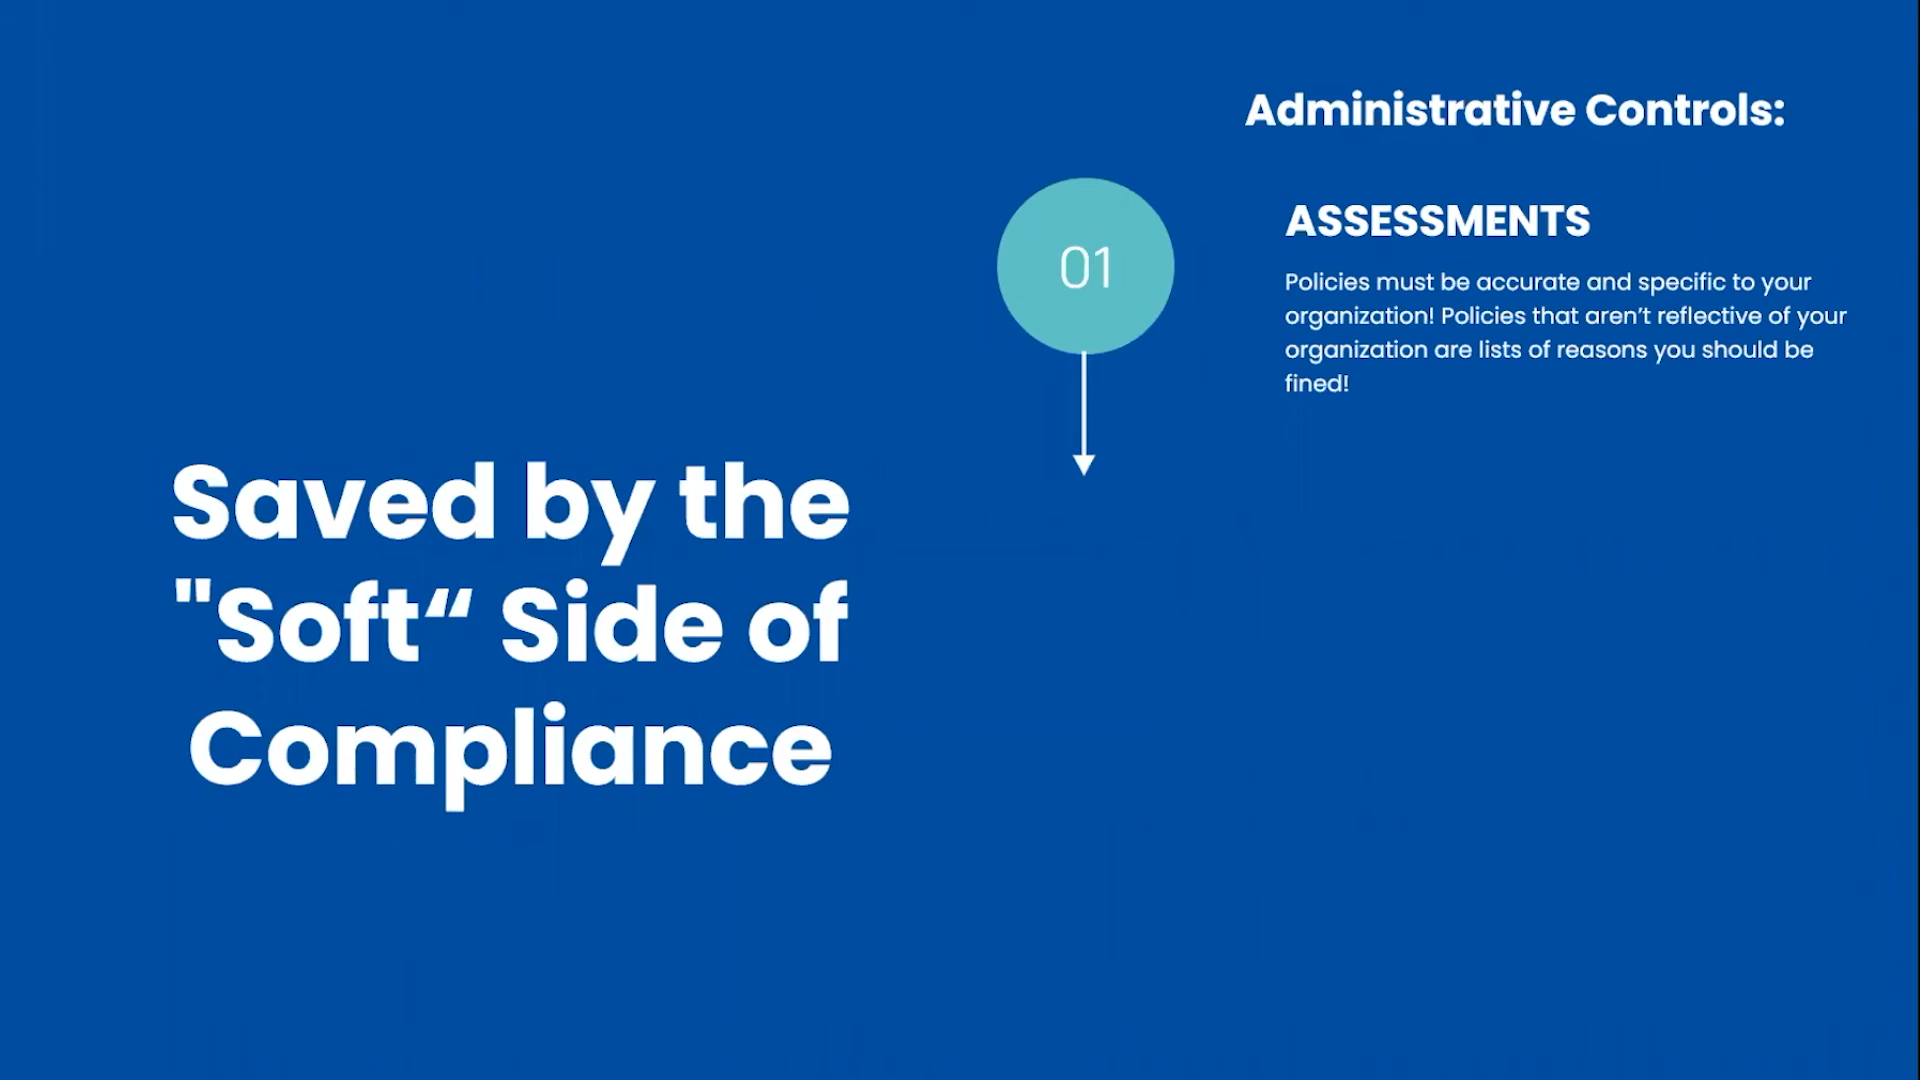 Saved by the
"Soft“ Side of
Compliance
Administrative Controls:
01
ASSESSMENTS
Policies must be accurate and specific to your
organization! Policies that aren’t reflective of your
organization are lists of reasons you should be
fined!